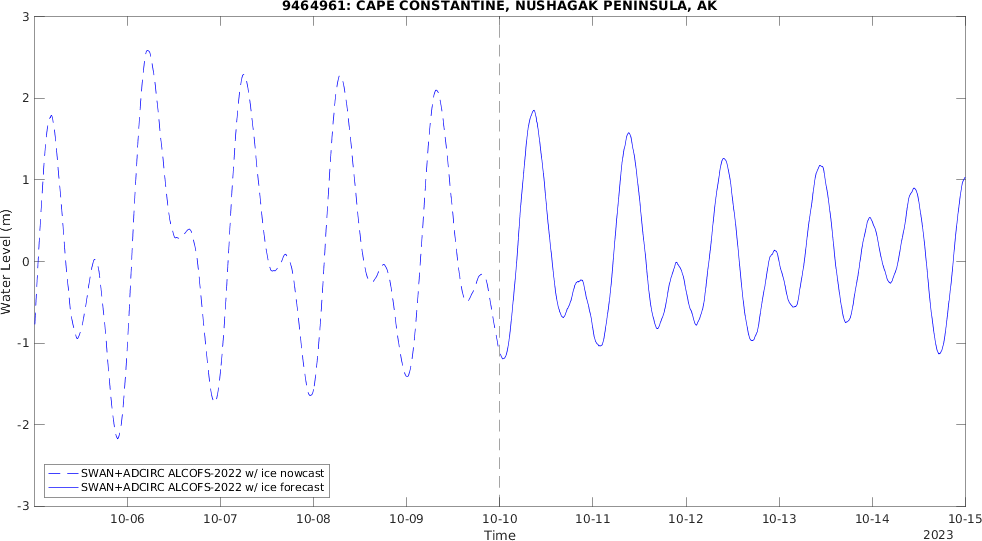 9464961: CAPE CONSTANTINE, NUSHAGAK PENINSULA, AK
3
2
1
0
-1
-2
-3
Water Level (m)
SWAN+ADCIRC ALCOFS-2022 w/ ice nowcast
SWAN+ADCIRC ALCOFS-2022 w/ ice forecast
10-06 10-07 10-08 10-09 10-10 10-11 10-12 10-13 10-14 10-15
Time
2023